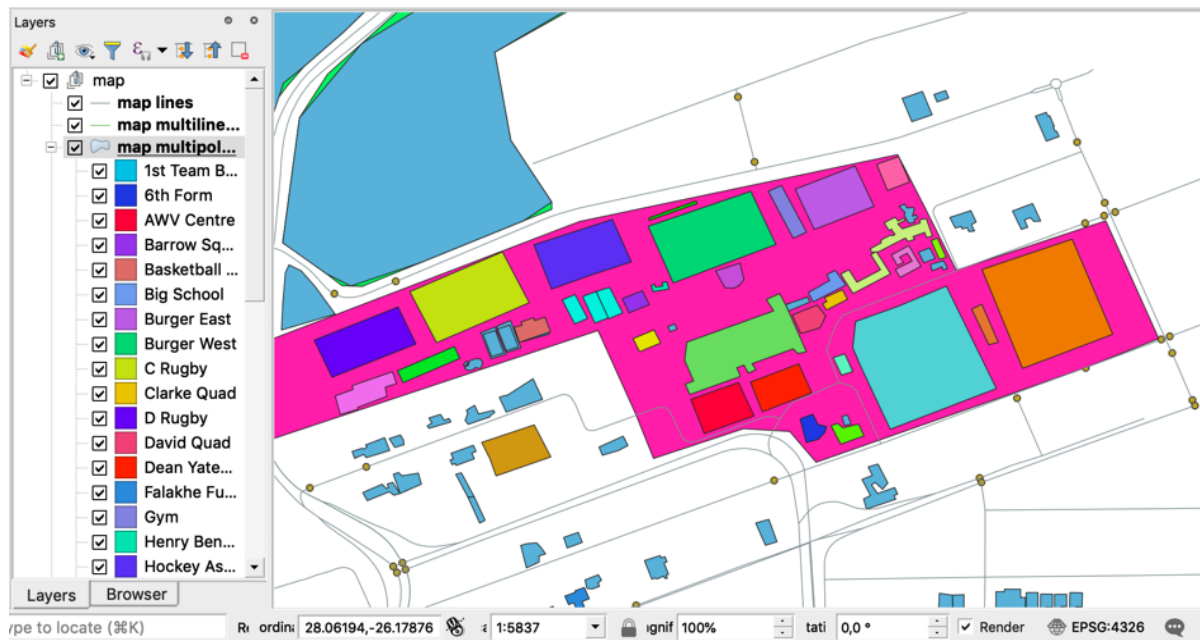 Layers
map
map lines
map multiline...
map multipol...
1st Team B...
6th Form
AWV Centre
Barrow Sq...
Basketball ...
Big School
Burger East
Burger West
C Rugby
Clarke Quad
D Rugby
David Quad
Dean Yate...
Falakhe Fu...
Gym
Henry Ben...
Hockey As...
Layers Browser
ype to locate (⌘K) ordin 28.06194,-26.17876 1:5837 agnif 100% tati 0,0 ° Render EPSG:4326